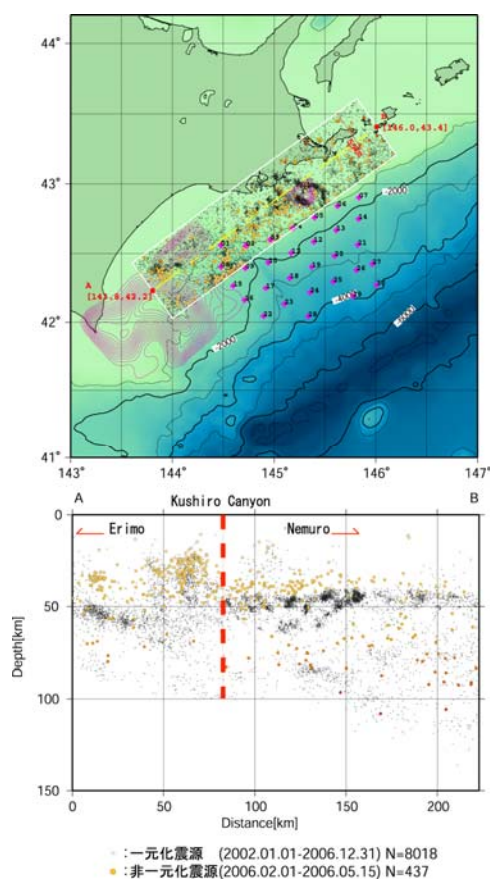 44°
B
[146.0,43.4]
43°
-2000
A
[143.8,42.2]
42°
-2000
-4000
-6000
41°
143° 144° 145° 146° 147°
A Kushiro Canyon B
Erimo Nemuro
0
50
100
150
Depth[km]
0 50 100 150 200
Distance[km]
:一元化震源 (2002.01.01-2006.12.31) N=8018
:非一元化震源(2006.02.01-2006.05.15) N=437